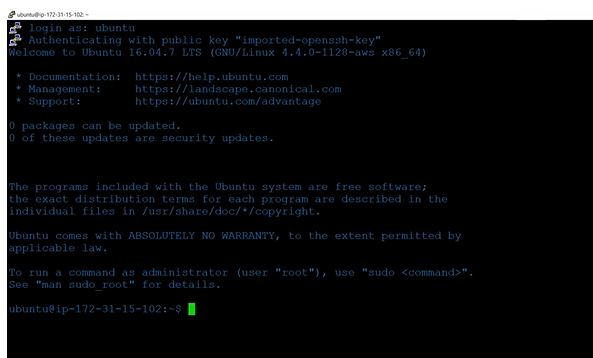 ubuntu@ip-172-31-15-102: ~
login as: ubuntu
Authenticating with public key "imported-openssh-key"
Welcome to Ubuntu 16.04.7 LTS (GNU/Linux 4.4.0-1128-aws x86_64)
* Documentation: https://help.ubuntu.com
* Management: https://landscape.canonical.com
* Support: https://ubuntu.com/advantage
0 packages can be updated.
0 of these updates are security updates.
The programs included with the Ubuntu system are free software;
the exact distribution terms for each program are described in the
individual files in /usr/share/doc/*/copyright.
Ubuntu comes with ABSOLUTELY NO WARRANTY, to the extent permitted by
applicable law.
To run a command as administrator (user "root"), use "sudo <command>".
See "man sudo_root" for details.
ubuntu@ip-172-31-15-102:~$